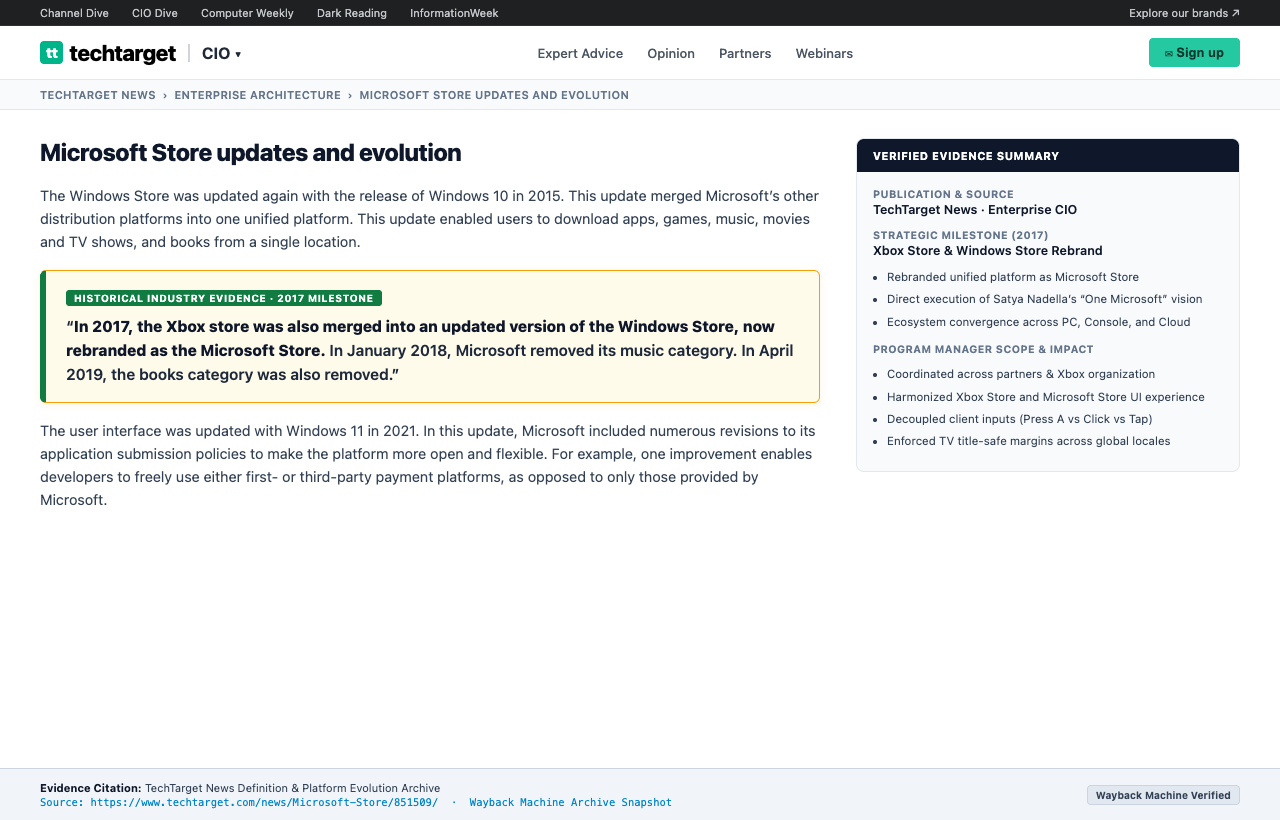 Channel Dive CIO Dive Computer Weekly Dark Reading InformationWeek Explore our brands ↗
tt techtarget CIO ▾ Expert Advice Opinion Partners Webinars ✉ Sign up
TECHTARGET NEWS › ENTERPRISE ARCHITECTURE › MICROSOFT STORE UPDATES AND EVOLUTION
Microsoft Store updates and evolution
The Windows Store was updated again with the release of Windows 10 in 2015. This update merged Microsoft’s other
distribution platforms into one unified platform. This update enabled users to download apps, games, music, movies
and TV shows, and books from a single location.
HISTORICAL INDUSTRY EVIDENCE · 2017 MILESTONE
“In 2017, the Xbox store was also merged into an updated version of the Windows Store, now
rebranded as the Microsoft Store. In January 2018, Microsoft removed its music category. In April
2019, the books category was also removed.”
The user interface was updated with Windows 11 in 2021. In this update, Microsoft included numerous revisions to its
application submission policies to make the platform more open and flexible. For example, one improvement enables
developers to freely use either first- or third-party payment platforms, as opposed to only those provided by
Microsoft.
VERIFIED EVIDENCE SUMMARY
PUBLICATION & SOURCE
TechTarget News · Enterprise CIO
STRATEGIC MILESTONE (2017)
Xbox Store & Windows Store Rebrand
• Rebranded unified platform as Microsoft Store
• Direct execution of Satya Nadella’s “One Microsoft” vision
• Ecosystem convergence across PC, Console, and Cloud
PROGRAM MANAGER SCOPE & IMPACT
• Coordinated across partners & Xbox organization
• Harmonized Xbox Store and Microsoft Store UI experience
• Decoupled client inputs (Press A vs Click vs Tap)
• Enforced TV title-safe margins across global locales
Evidence Citation: TechTarget News Definition & Platform Evolution Archive
Source: https://www.techtarget.com/news/Microsoft-Store/851509/ · Wayback Machine Archive Snapshot
Wayback Machine Verified